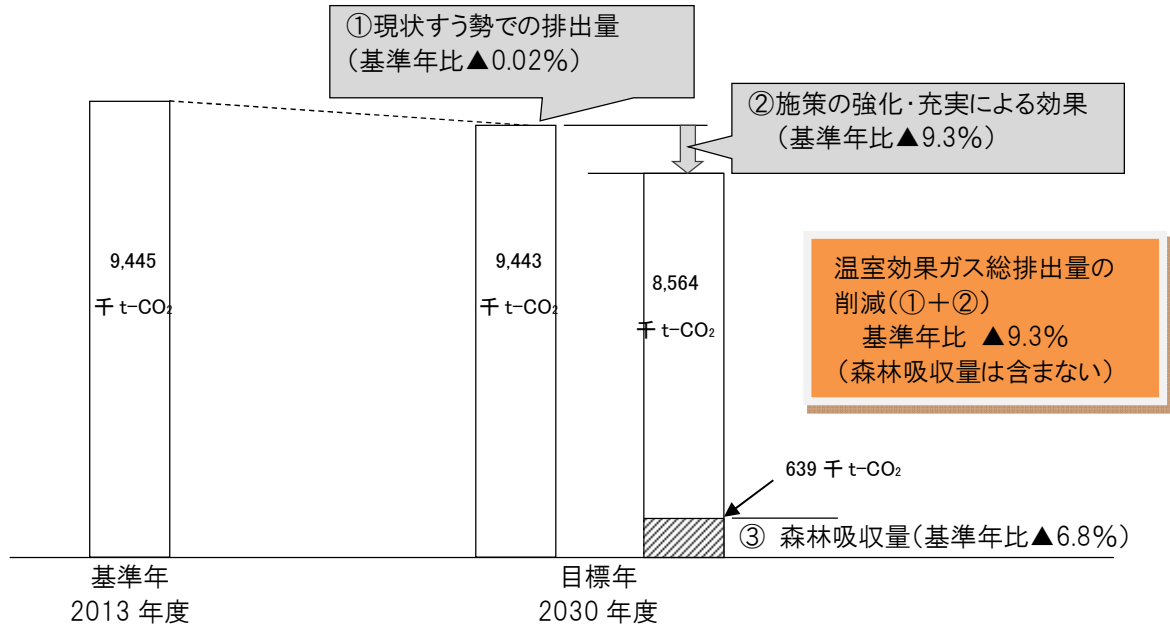 ①現状すう勢での排出量
(基準年比▲0.02%)
②施策の強化・充実による効果
(基準年比▲9.3%)
9,445
千 t-CO₂
9,443
千 t-CO₂
8,564
千 t-CO₂
温室効果ガス総排出量の
削減(①+②)
基準年比 ▲9.3%
(森林吸収量は含まない)
639 千 t-CO₂
③ 森林吸収量(基準年比▲6.8%)
基準年
2013 年度
目標年
2030 年度